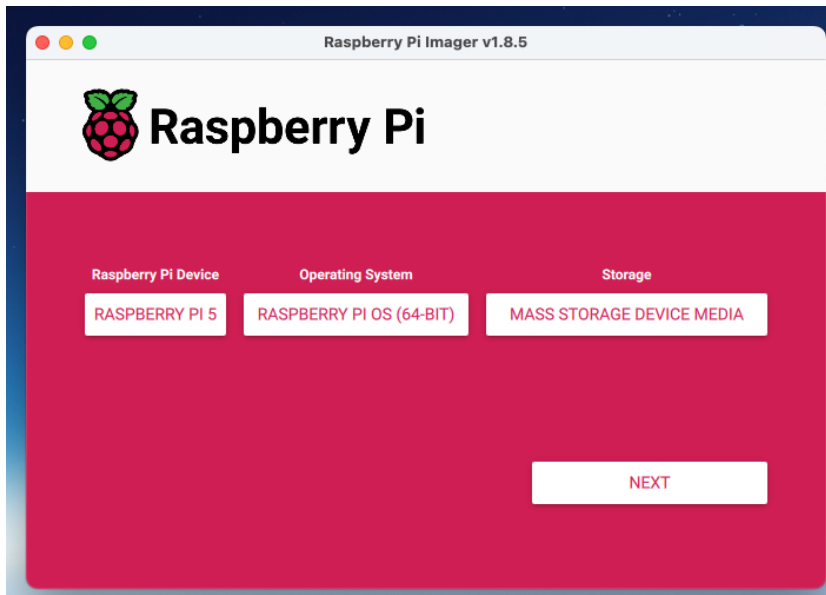 Raspberry Pi Imager v1.8.5
Raspberry Pi
Raspberry Pi Device
Operating System
Storage
RASPBERRY PI 5
RASPBERRY PI OS (64-BIT)
MASS STORAGE DEVICE MEDIA
NEXT